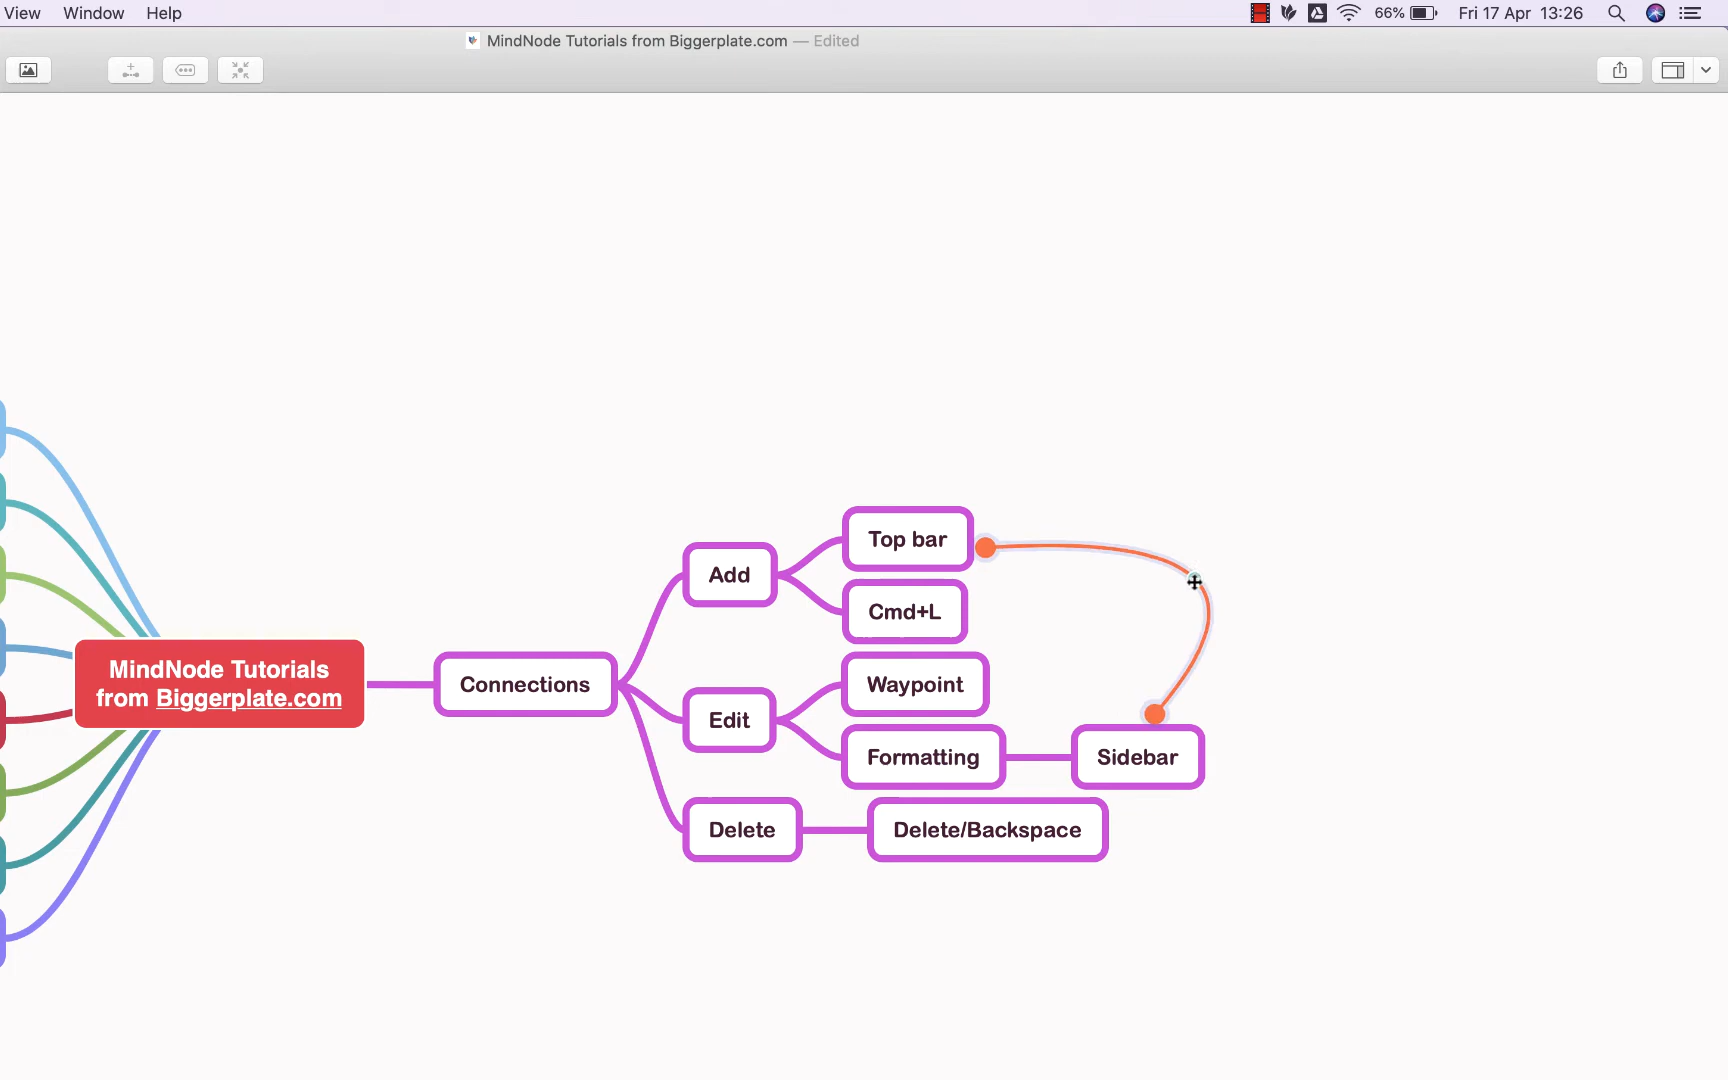 View Window Help 66% Fri 17 Apr 13:26
MindNode Tutorials from Biggerplate.com — Edited
Top bar
Add
Cmd+L
MindNode Tutorials
from Biggerplate.com
Connections
Waypoint
Edit
Formatting
Sidebar
Delete
Delete/Backspace